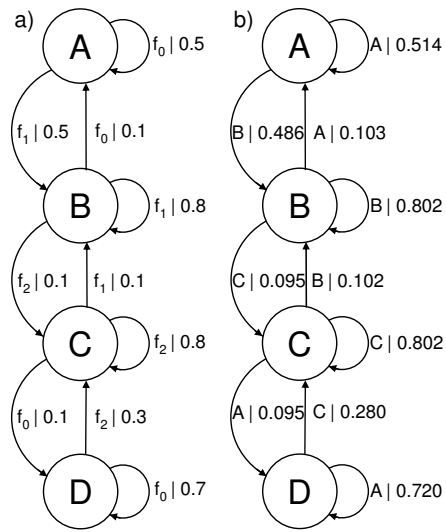 a)
A
f₀ | 0.5
f₁ | 0.5
f₀ | 0.1
B
f₁ | 0.8
f₂ | 0.1
f₁ | 0.1
C
f₂ | 0.8
f₀ | 0.1
f₂ | 0.3
D
f₀ | 0.7
b)
A
A | 0.514
B | 0.486
A | 0.103
B
B | 0.802
C | 0.095
B | 0.102
C
C | 0.802
A | 0.095
C | 0.280
D
A | 0.720